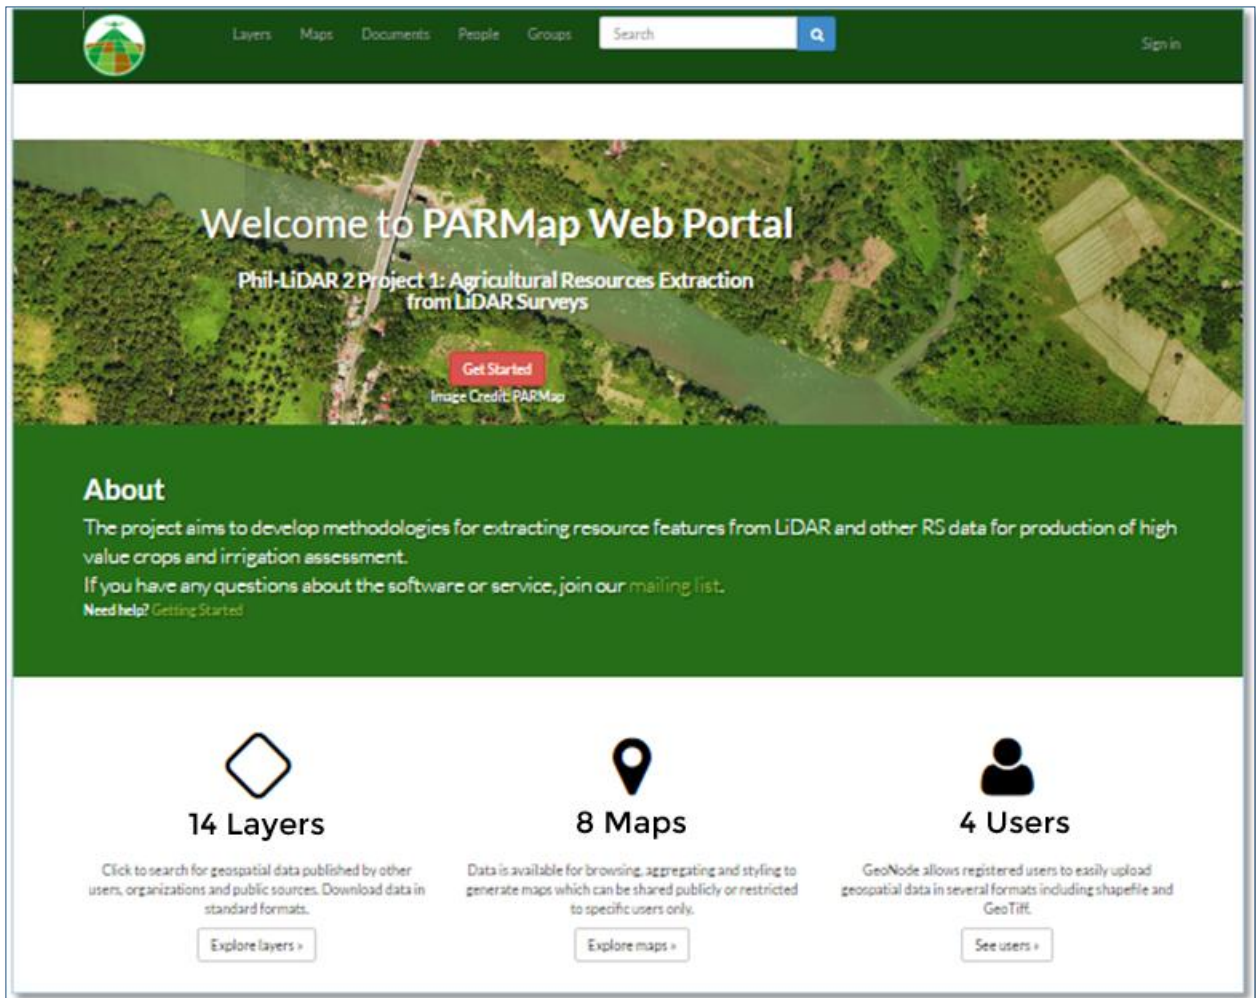 Layers Maps Documents People Groups Search Sign in
Welcome to PARMap Web Portal
Phil-LiDAR 2 Project 1: Agricultural Resources Extraction
from LiDAR Surveys
Get Started
Image Credit: PARMap
About
The project aims to develop methodologies for extracting resource features from LiDAR and other RS data for production of high
value crops and irrigation assessment.
If you have any questions about the software or service, join our mailing list.
Need help? Getting Started
14 Layers
Click to search for geospatial data published by other
users, organizations and public sources. Download data in
standard formats.
Explore layers »
8 Maps
Data is available for browsing, aggregating and styling to
generate maps which can be shared publicly or restricted
to specific users only.
Explore maps »
4 Users
GeoNode allows registered users to easily upload
geospatial data in several formats including shapefile and
GeoTiff.
See users »